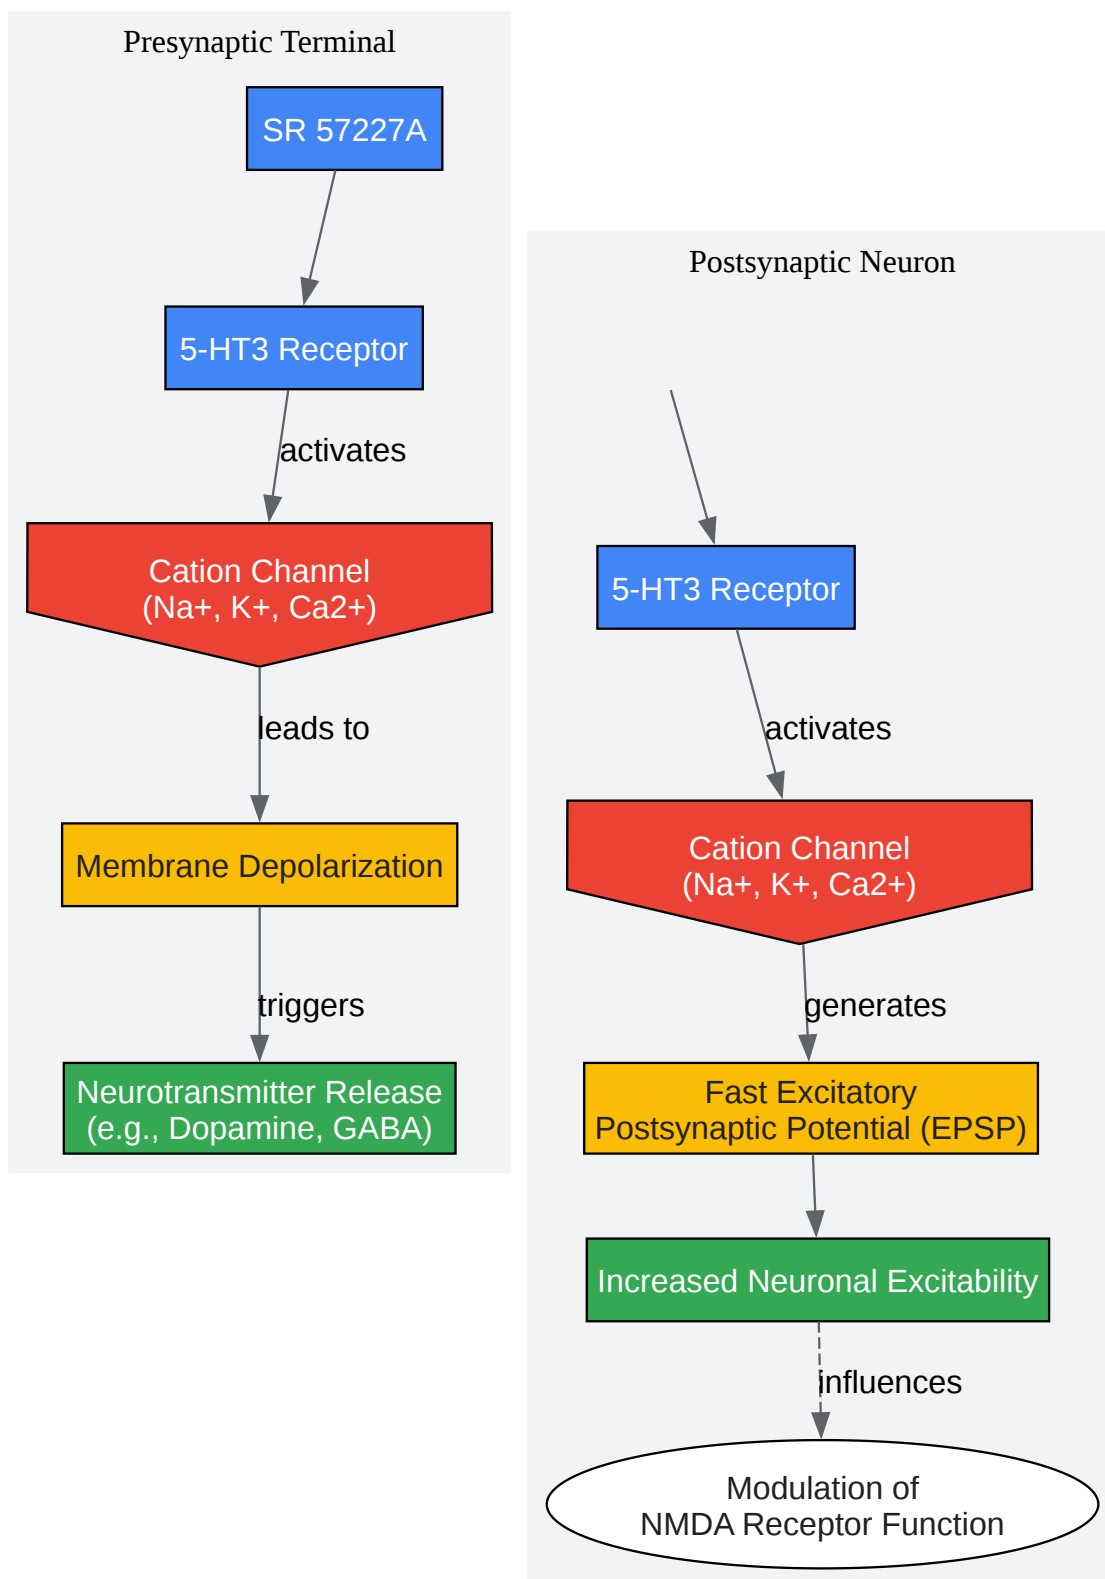 Presynaptic Terminal
SR 57227A
5-HT3 Receptor
activates
Cation Channel
(Na+, K+, Ca2+)
leads to
Membrane Depolarization
triggers
Neurotransmitter Release
(e.g., Dopamine, GABA)
Postsynaptic Neuron
5-HT3 Receptor
activates
Cation Channel
(Na+, K+, Ca2+)
generates
Fast Excitatory
Postsynaptic Potential (EPSP)
Increased Neuronal Excitability
influences
Modulation of
NMDA Receptor Function